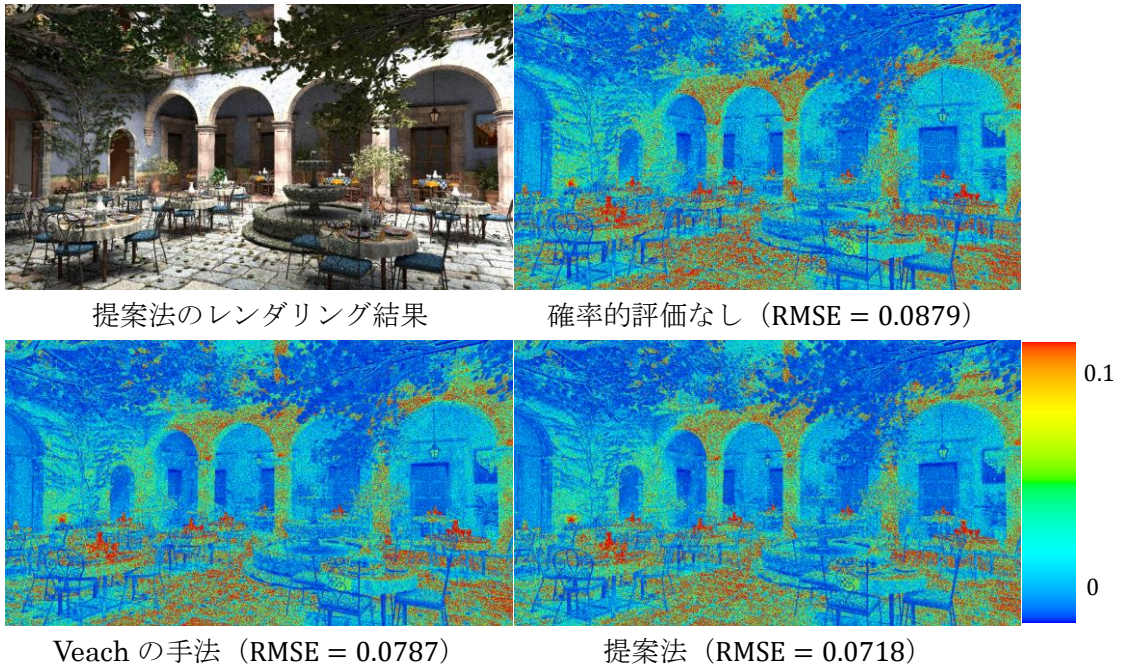 提案法のレンダリング結果
確率的評価なし（RMSE = 0.0879）
0.1
0
Veach の手法（RMSE = 0.0787）
提案法（RMSE = 0.0718）